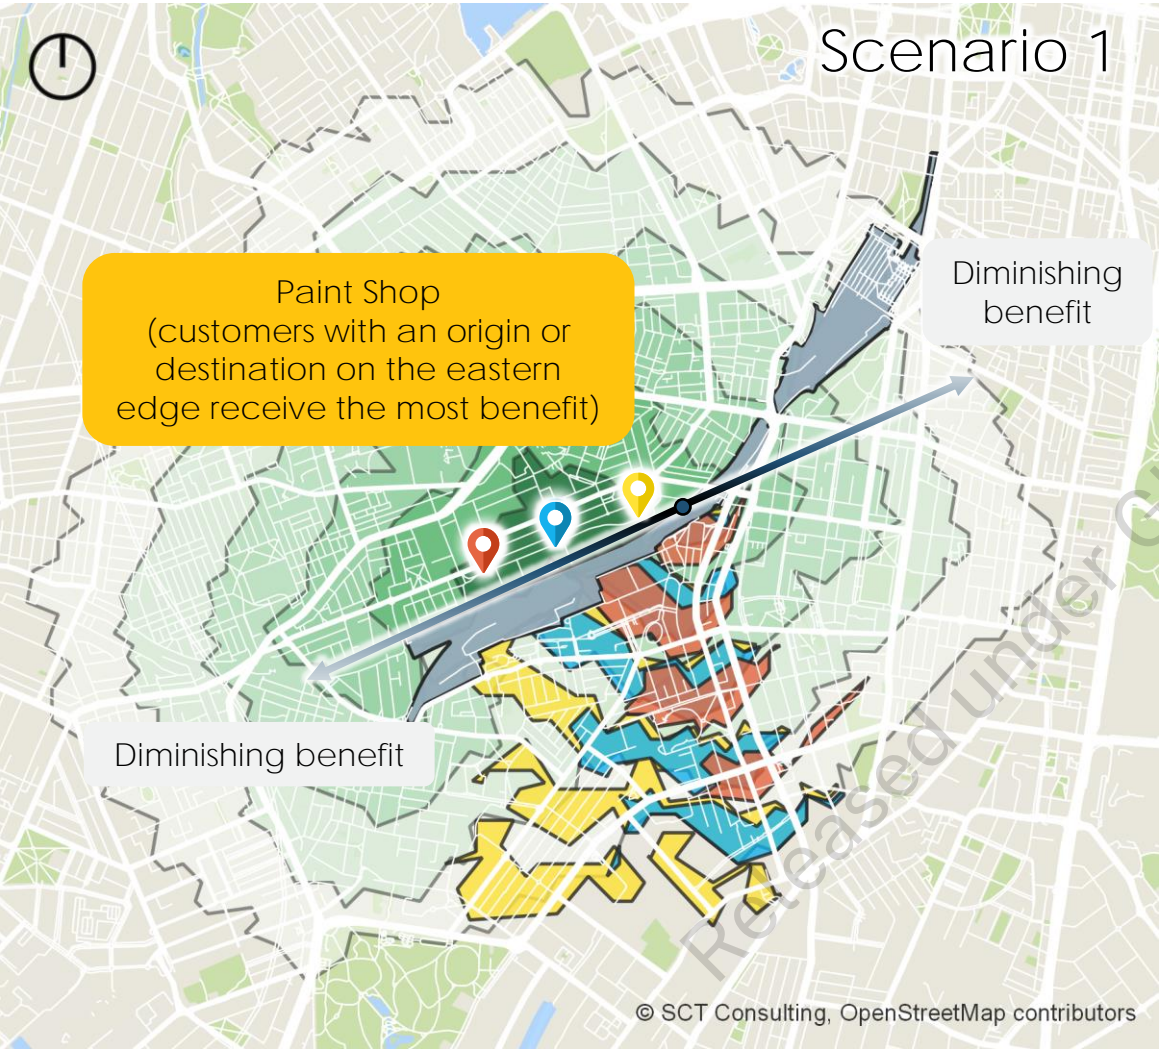 Scenario 1
Diminishing
benefit
Paint Shop
(customers with an origin or
destination on the eastern
edge receive the most benefit)
Diminishing benefit
Released under
© SCT Consulting, OpenStreetMap contributors